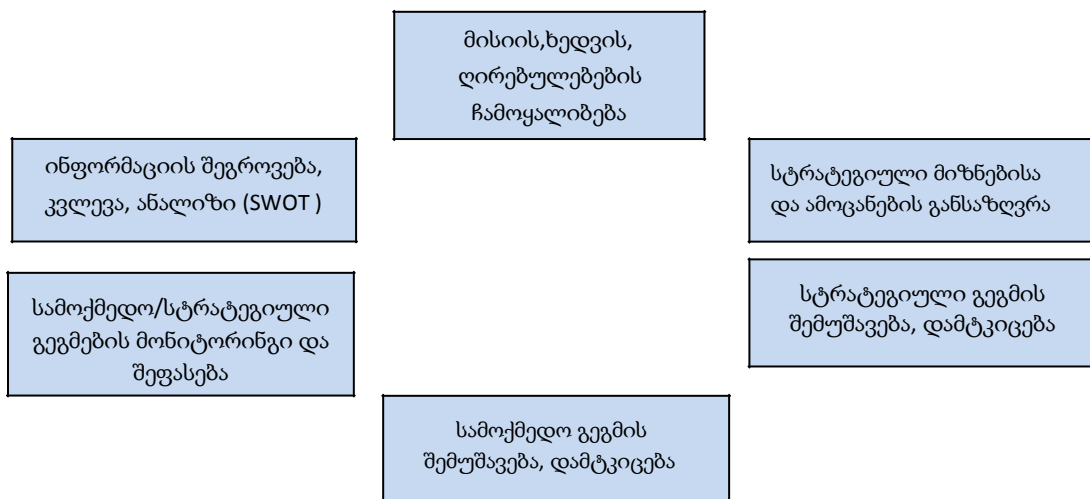 მისიის,ხედვის,
ღირებულებების
ჩამოყალიბება
ინფორმაციის შეგროვება,
კვლევა, ანალიზი (SWOT )
სტრატეგიული მიზნებისა
და ამოცანების განსაზღვრა
სამოქმედო/სტრატეგიული
გეგმების მონიტორინგი და
შეფასება
სტრატეგიული გეგმის
შემუშავება, დამტკიცება
სამოქმედო გეგმის
შემუშავება, დამტკიცება